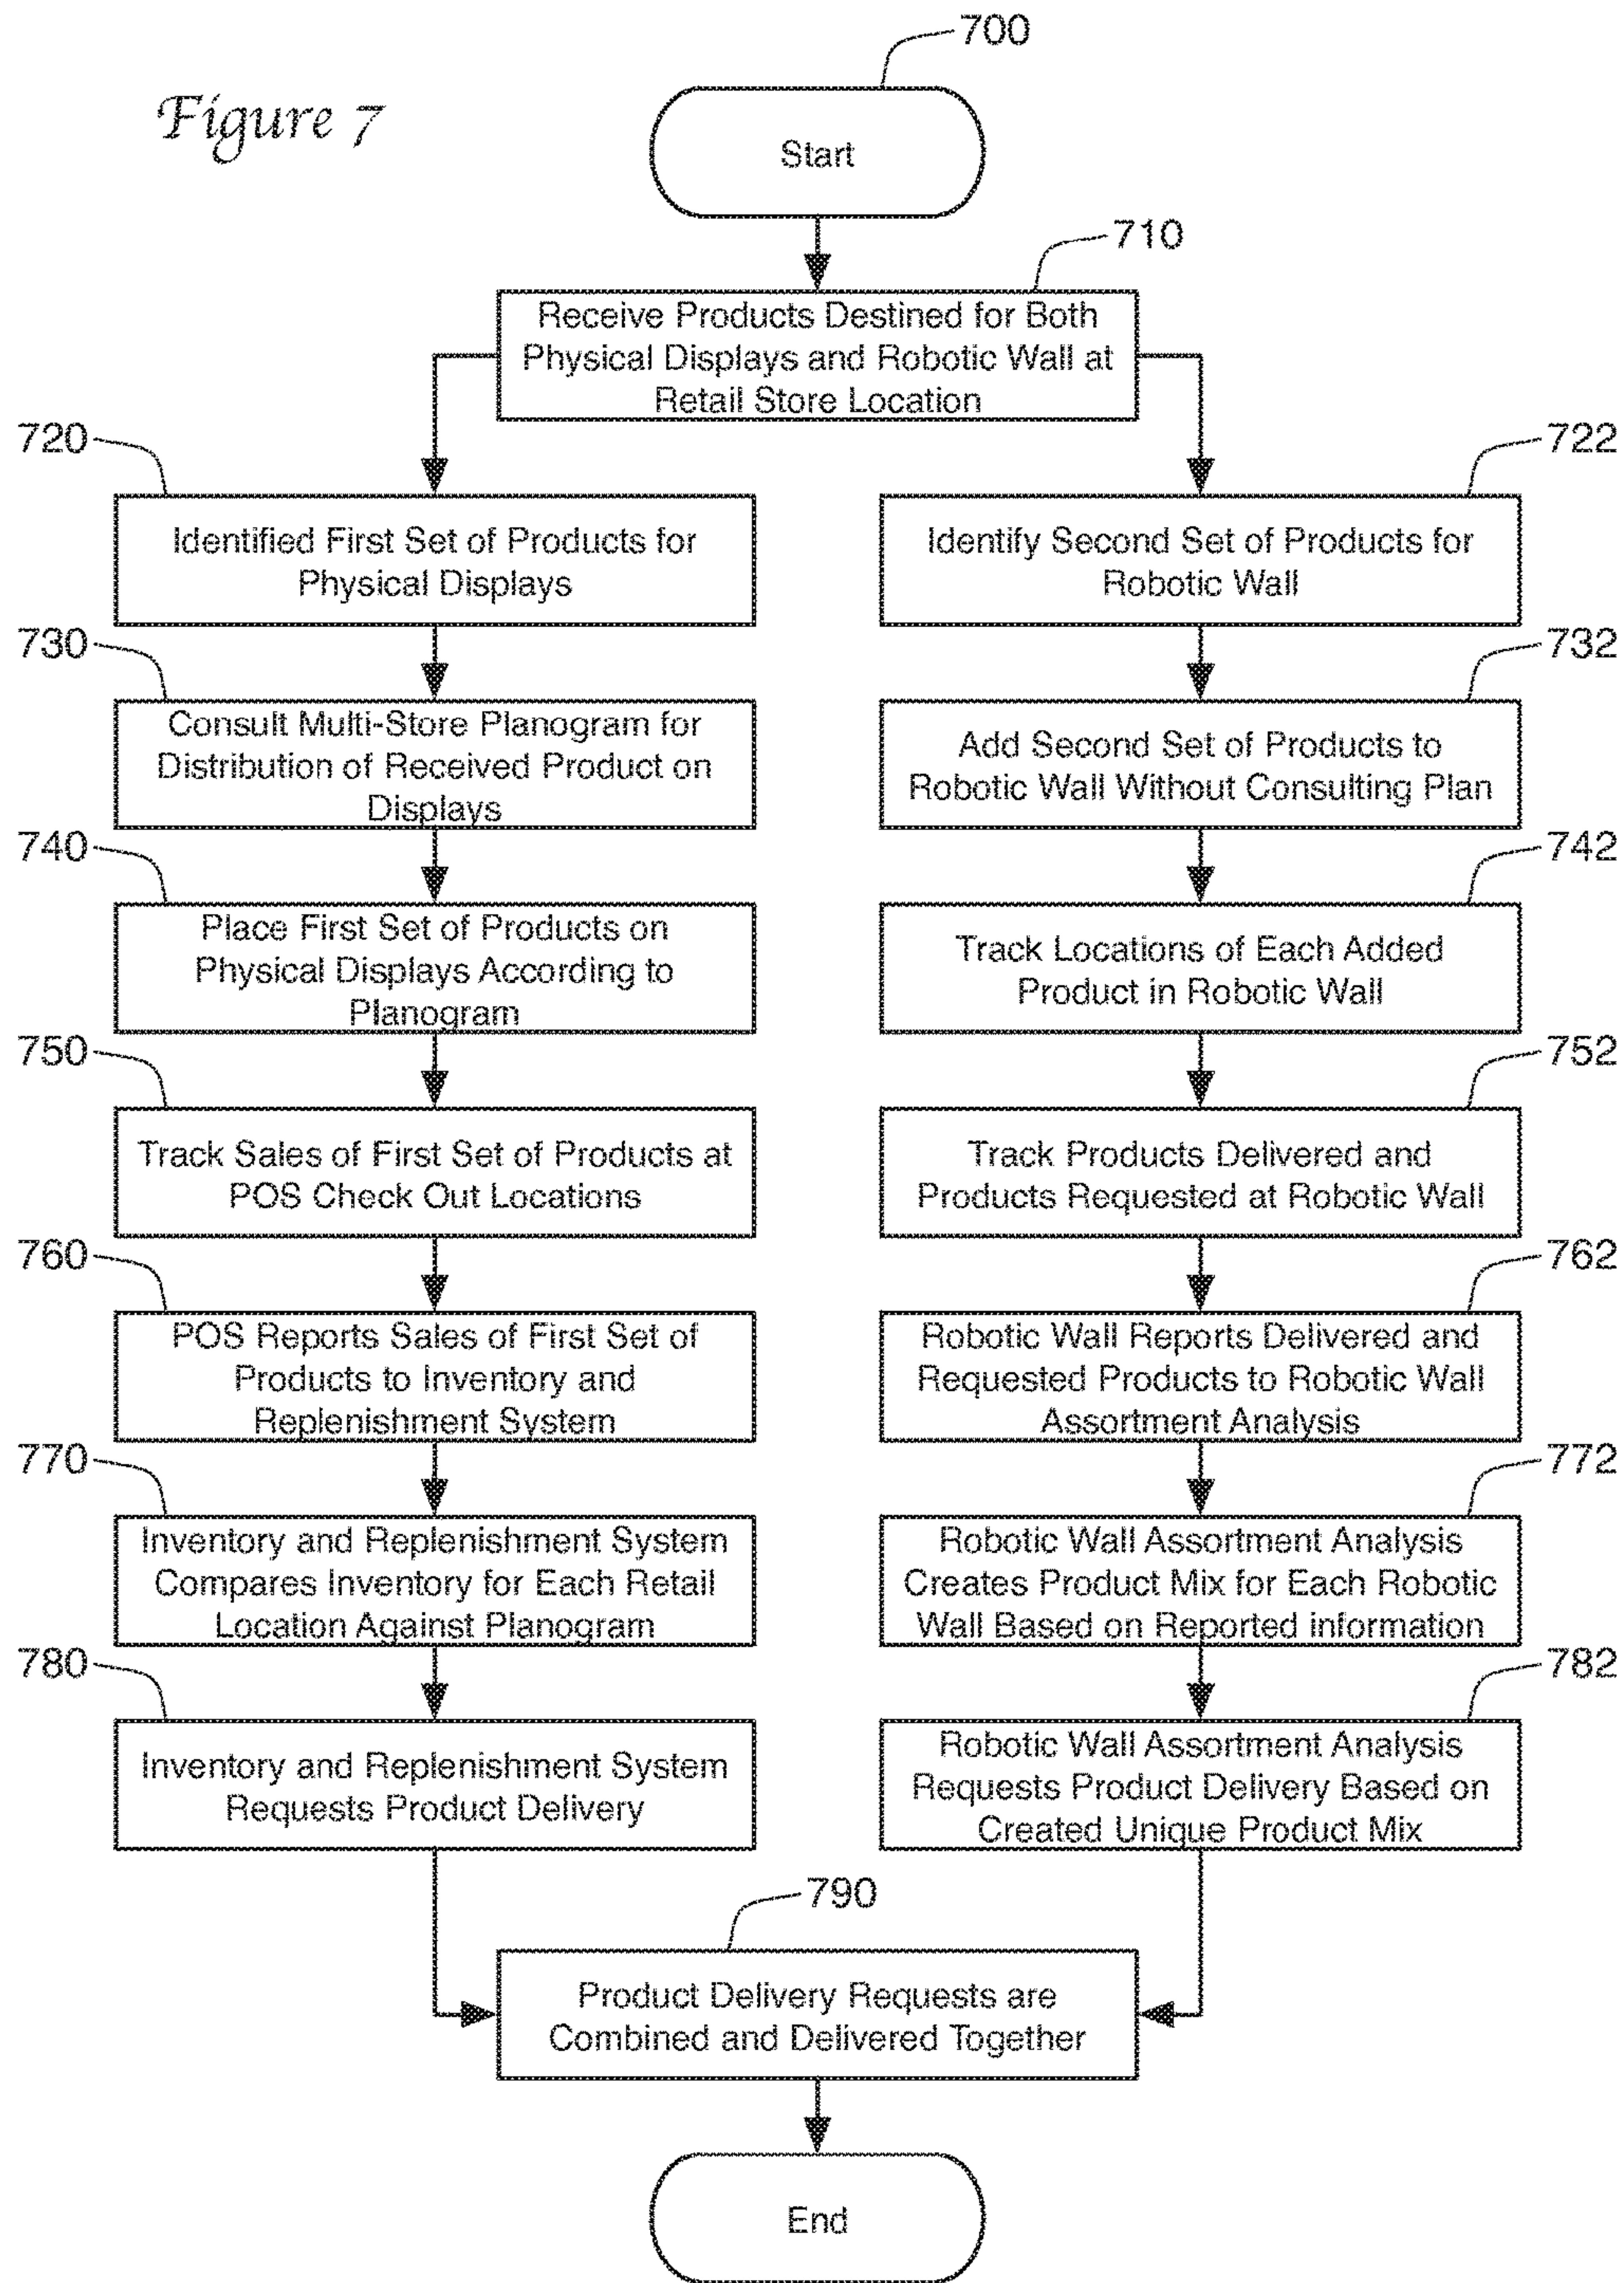 700
Figure 7
Start
710
Receive Products Destined for Both
Physical Displays and Robotic Wall at
Retail Store Location
720
722
Identified First Set of Products for
Physical Displays
Identify Second Set of Products for
Robotic Wall
730
732
Consult Multi-Store Planogram for
Distribution of Received Product on
Displays
Add Second Set of Products to
Robotic Wall Without Consulting Plan
740
742
Place First Set of Products on
Physical Displays According to
Planogram
Track Locations of Each Added
Product in Robotic Wall
750
752
Track Sales of First Set of Products at
POS Check Out Locations
Track Products Delivered and
Products Requested at Robotic Wall
760
762
POS Reports Sales of First Set of
Products to Inventory and
Replenishment System
Robotic Wall Reports Delivered and
Requested Products to Robotic Wall
Assortment Analysis
770
772
Inventory and Replenishment System
Compares Inventory for Each Retail
Location Against Planogram
Robotic Wall Assortment Analysis
Creates Product Mix for Each Robotic
Wall Based on Reported information
780
782
Inventory and Replenishment System
Requests Product Delivery
Robotic Wall Assortment Analysis
Requests Product Delivery Based on
Created Unique Product Mix
790
Product Delivery Requests are
Combined and Delivered Together
End